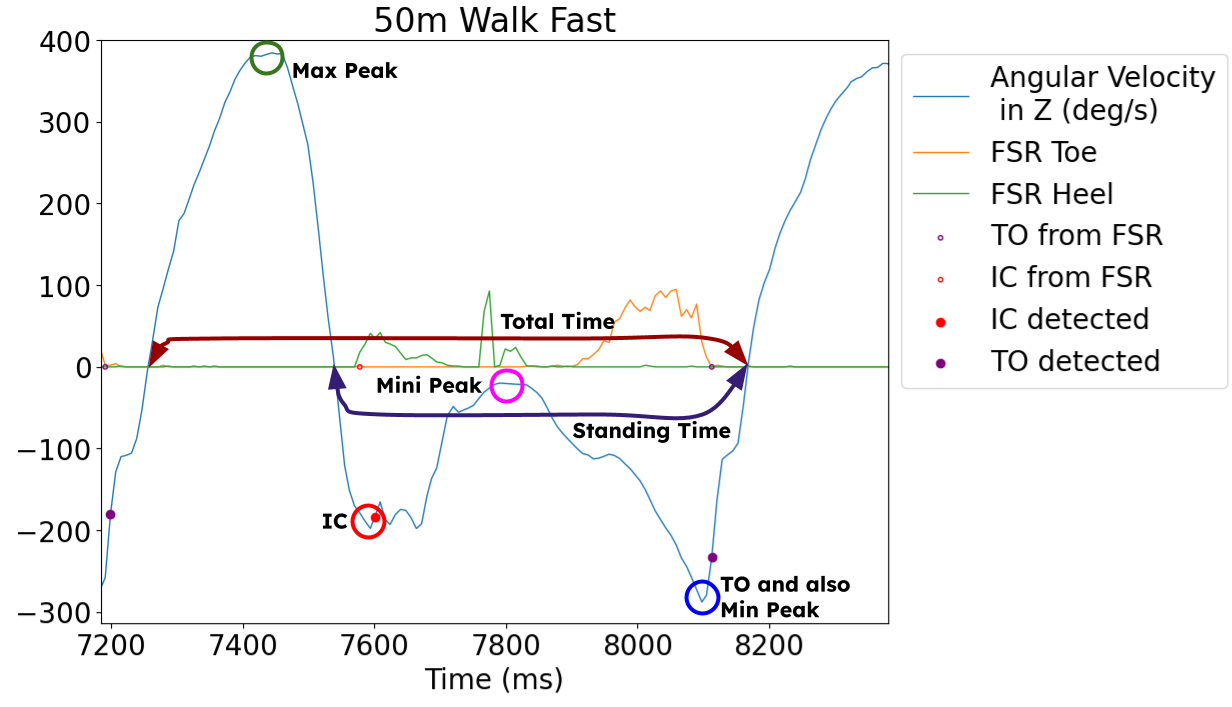 50m Walk Fast
400
300
200
100
0
−100
−200
−300
7200 7400 7600 7800 8000 8200
Time (ms)
Max Peak
Total Time
Mini Peak
Standing Time
IC
TO and also
Min Peak
Angular Velocity
in Z (deg/s)
FSR Toe
FSR Heel
TO from FSR
IC from FSR
IC detected
TO detected